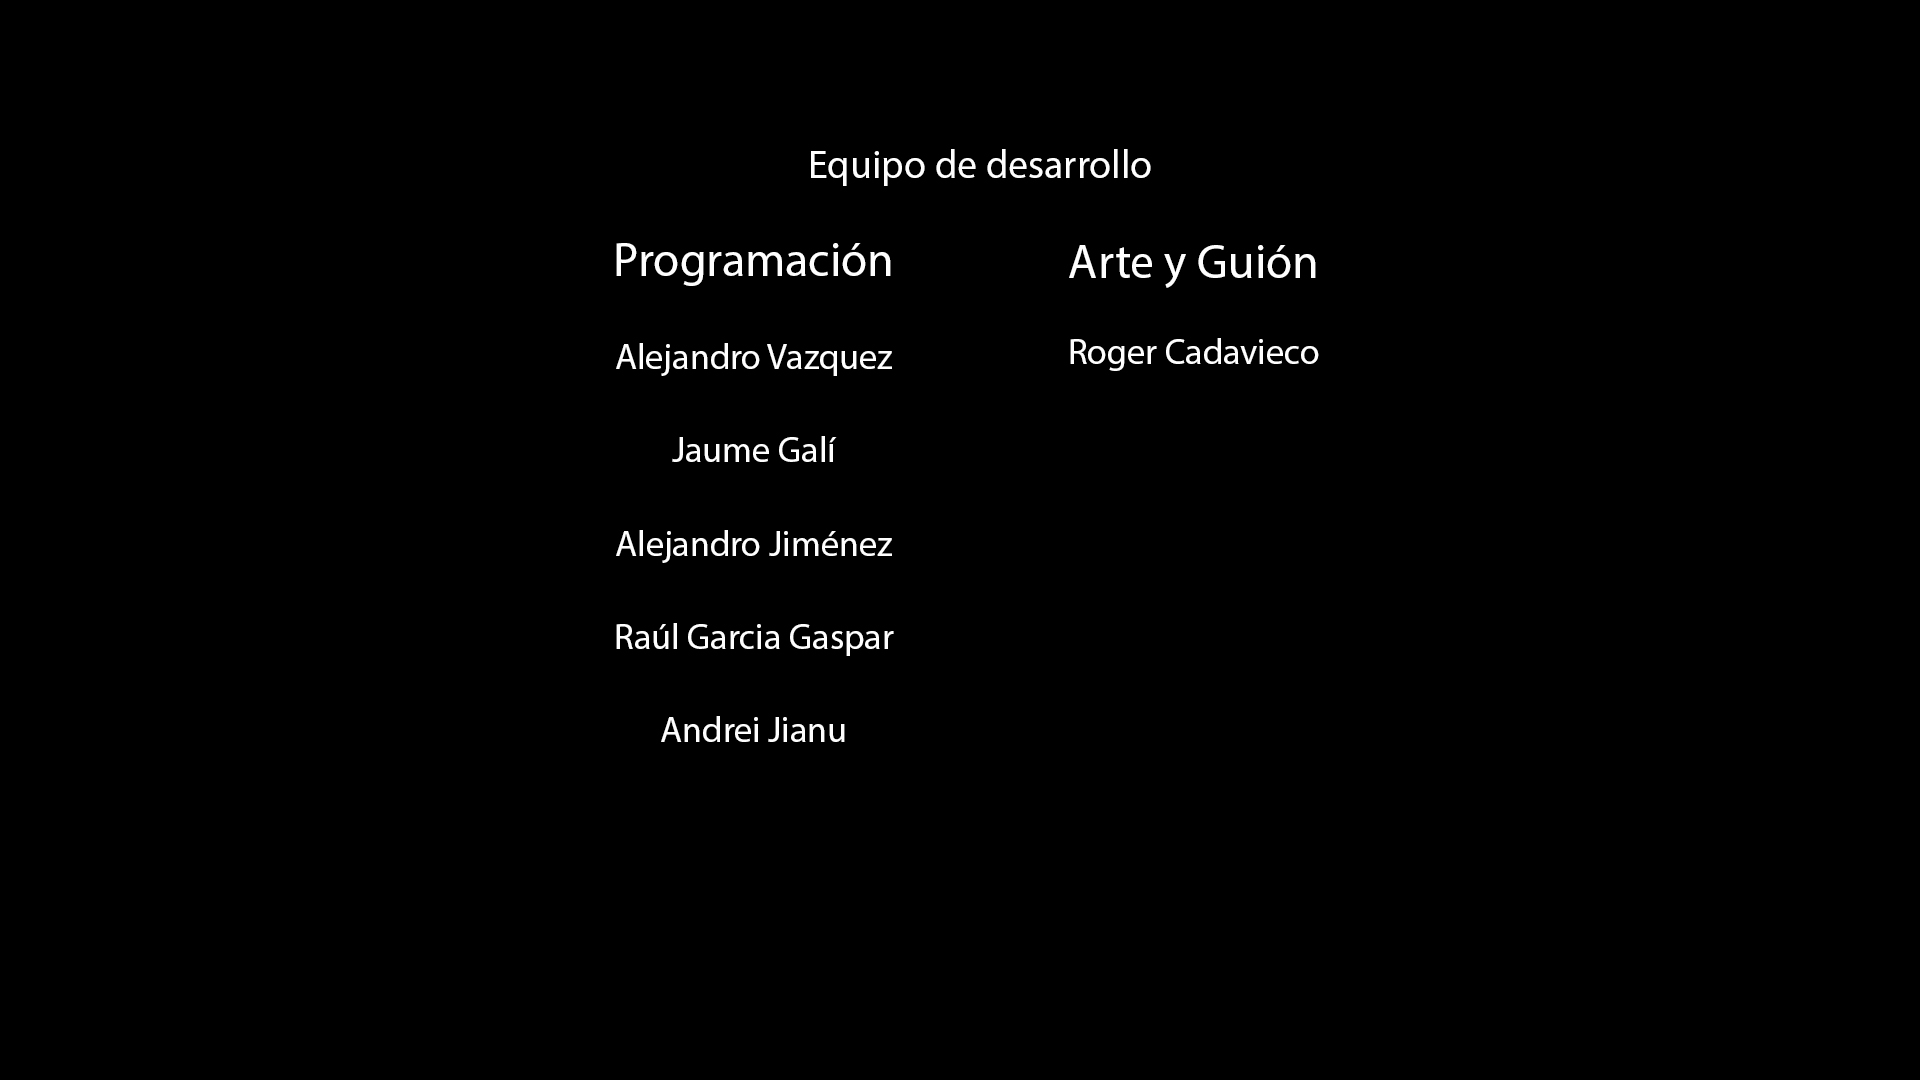 Equipo de desarrollo
Programación
Alejandro Vazquez
Jaume Galí
Alejandro Jiménez
Raúl Garcia Gaspar
Andrei Jianu
Arte y Guión
Roger Cadavieco